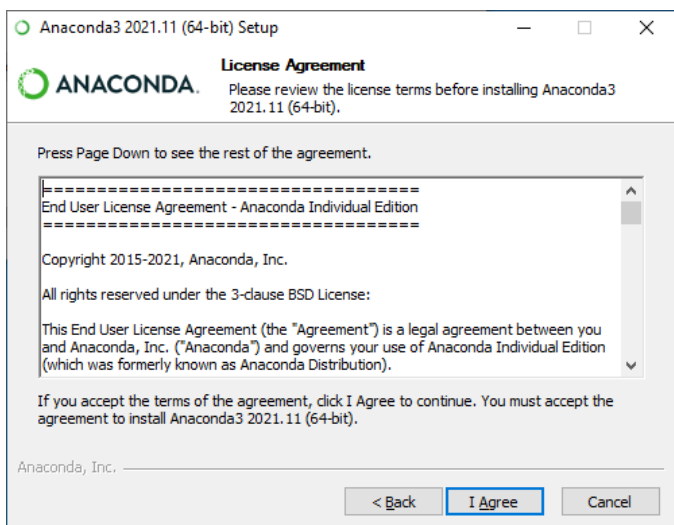 Anaconda3 2021.11 (64-bit) Setup
ANACONDA.
License Agreement
Please review the license terms before installing Anaconda3
2021.11 (64-bit).
Press Page Down to see the rest of the agreement.
===================================
End User License Agreement - Anaconda Individual Edition
===================================
Copyright 2015-2021, Anaconda, Inc.
All rights reserved under the 3-clause BSD License:
This End User License Agreement (the "Agreement") is a legal agreement between you
and Anaconda, Inc. ("Anaconda") and governs your use of Anaconda Individual Edition
(which was formerly known as Anaconda Distribution).
If you accept the terms of the agreement, click I Agree to continue. You must accept the
agreement to install Anaconda3 2021.11 (64-bit).
Anaconda, Inc.
< Back
I Agree
Cancel